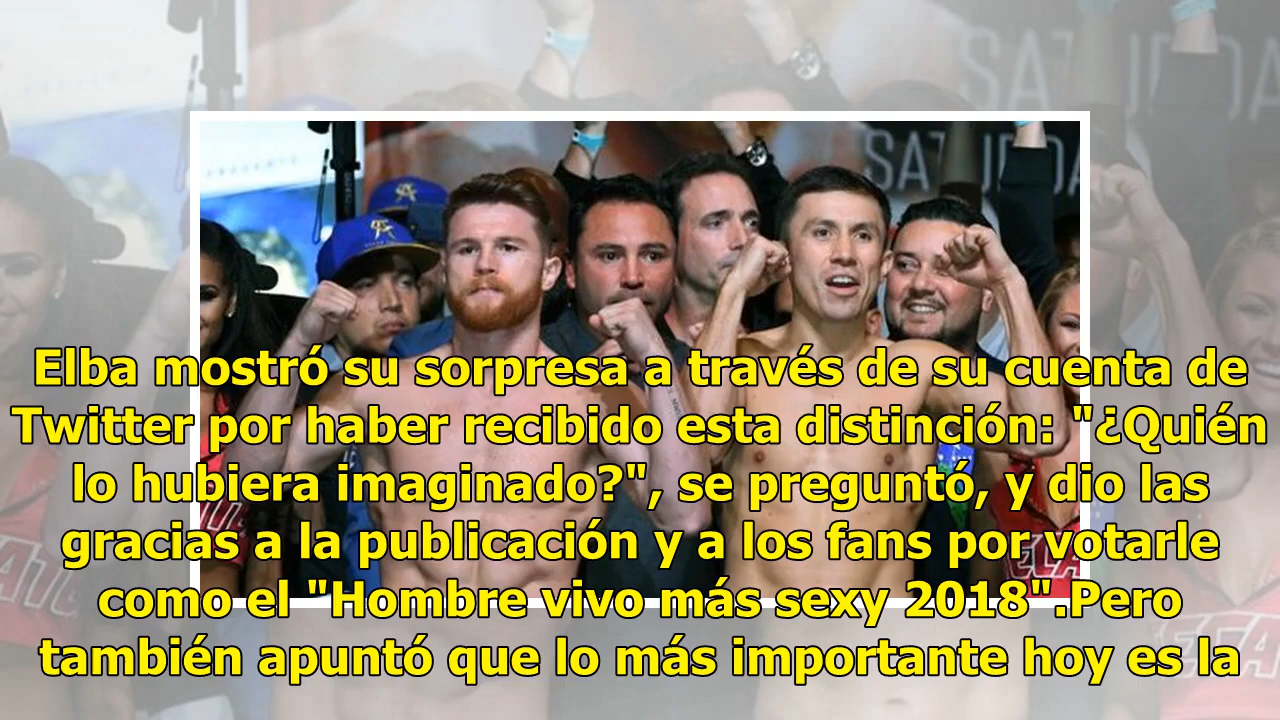 SATURDA
Elba mostró su sorpresa a través de su cuenta de
Twitter por haber recibido esta distinción: "¿Quién
lo hubiera imaginado?", se preguntó, y dio las
gracias a la publicación y a los fans por votarle
como el "Hombre vivo más sexy 2018".Pero
también apuntó que lo más importante hoy es la